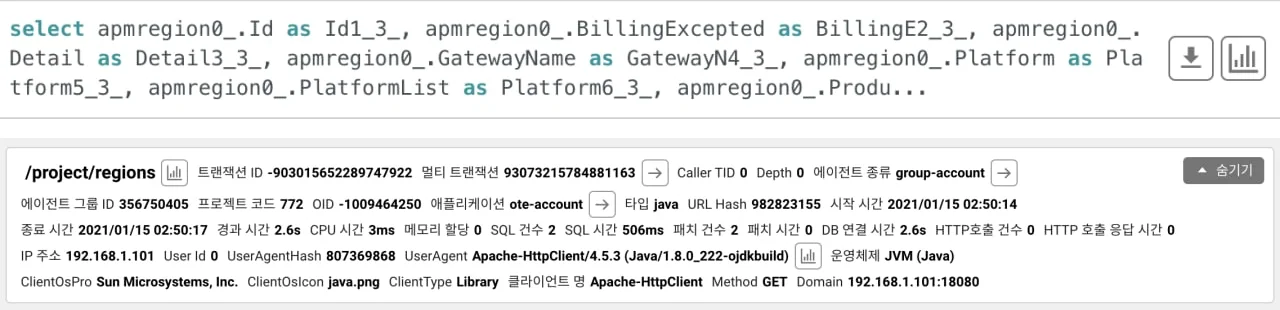 select apmregion0_.Id as Id1_3_, apmregion0_.BillingExcepted as BillingE2_3_, apmregion0_.
Detail as Detail3_3_, apmregion0_.GatewayName as GatewayN4_3_, apmregion0_.Platform as Pla
tform5_3_, apmregion0_.PlatformList as Platform6_3_, apmregion0_.Produ...
/project/regions 트랜잭션 ID -903015652289747922 멀티 트랜잭션 93073215784881163 → Caller TID 0 Depth 0 에이전트 종류 group-account → 숨기기
에이전트 그룹 ID 356750405 프로젝트 코드 772 OID -1009464250 애플리케이션 ote-account → 타입 java URL Hash 982823155 시작 시간 2021/01/15 02:50:14
종료 시간 2021/01/15 02:50:17 경과 시간 2.6s CPU 시간 3ms 메모리 할당 0 SQL 건수 2 SQL 시간 506ms 패치 건수 2 패치 시간 0 DB 연결 시간 2.6s HTTP호출 건수 0 HTTP 호출 응답 시간 0
IP 주소 192.168.1.101 User Id 0 UserAgentHash 807369868 UserAgent Apache-HttpClient/4.5.3 (Java/1.8.0_222-ojdkbuild) 운영체제 JVM (Java)
ClientOsPro Sun Microsystems, Inc. ClientOsIcon java.png ClientType Library 클라이언트 명 Apache-HttpClient Method GET Domain 192.168.1.101:18080